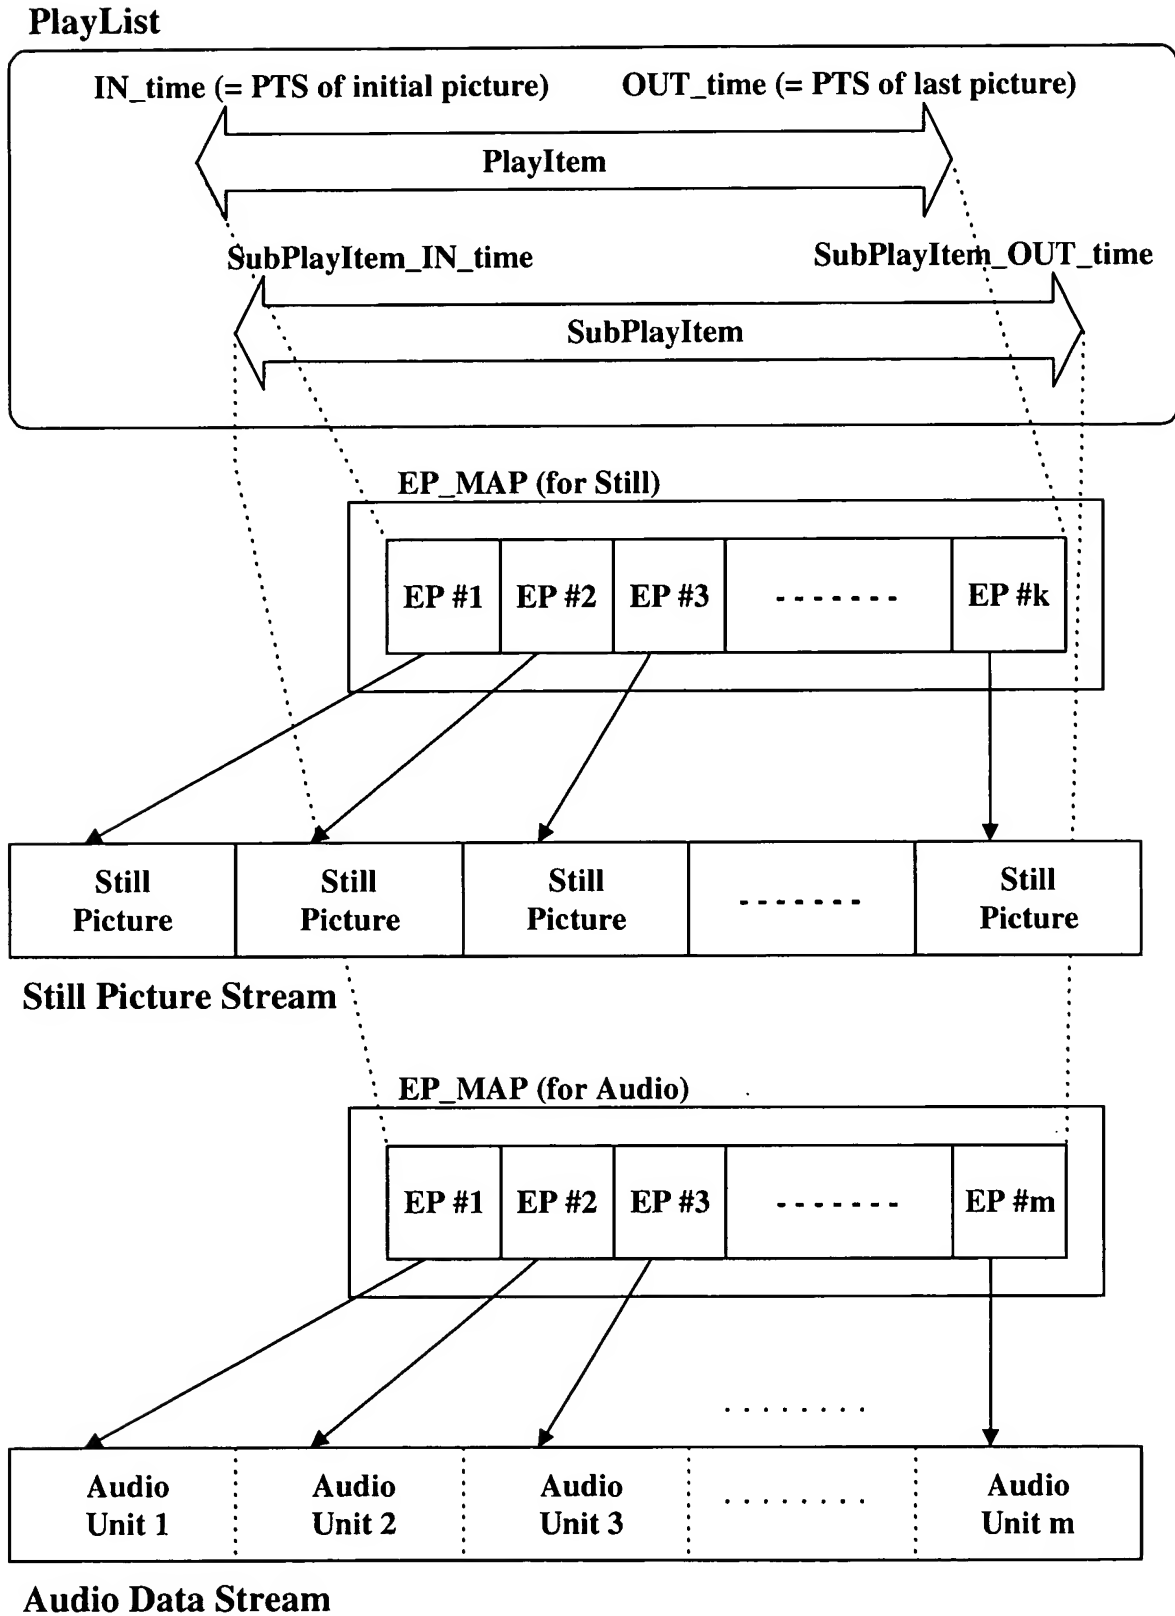 PlayList
IN_time (= PTS of initial picture)
OUT_time (= PTS of last picture)
PlayItem
SubPlayItem_IN_time
SubPlayItem_OUT_time
SubPlayItem
EP_MAP (for Still)
EP #1
EP #2
EP #3
EP #k
Still
Picture
Still
Picture
Still
Picture
Still
Picture
Still Picture Stream
EP_MAP (for Audio)
EP #1
EP #2
EP #3
EP #m
Audio
Unit 1
Audio
Unit 2
Audio
Unit 3
Audio
Unit m
Audio Data Stream